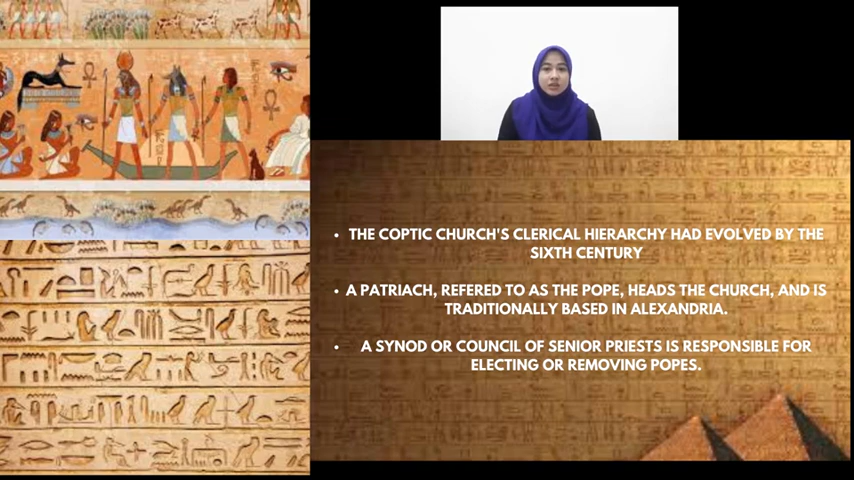 • THE COPTIC CHURCH'S CLERICAL HIERARCHY HAD EVOLVED BY THE
SIXTH CENTURY
• A PATRIACH, REFERED TO AS THE POPE, HEADS THE CHURCH, AND IS
TRADITIONALLY BASED IN ALEXANDRIA.
• A SYNOD OR COUNCIL OF SENIOR PRIESTS IS RESPONSIBLE FOR
ELECTING OR REMOVING POPES.